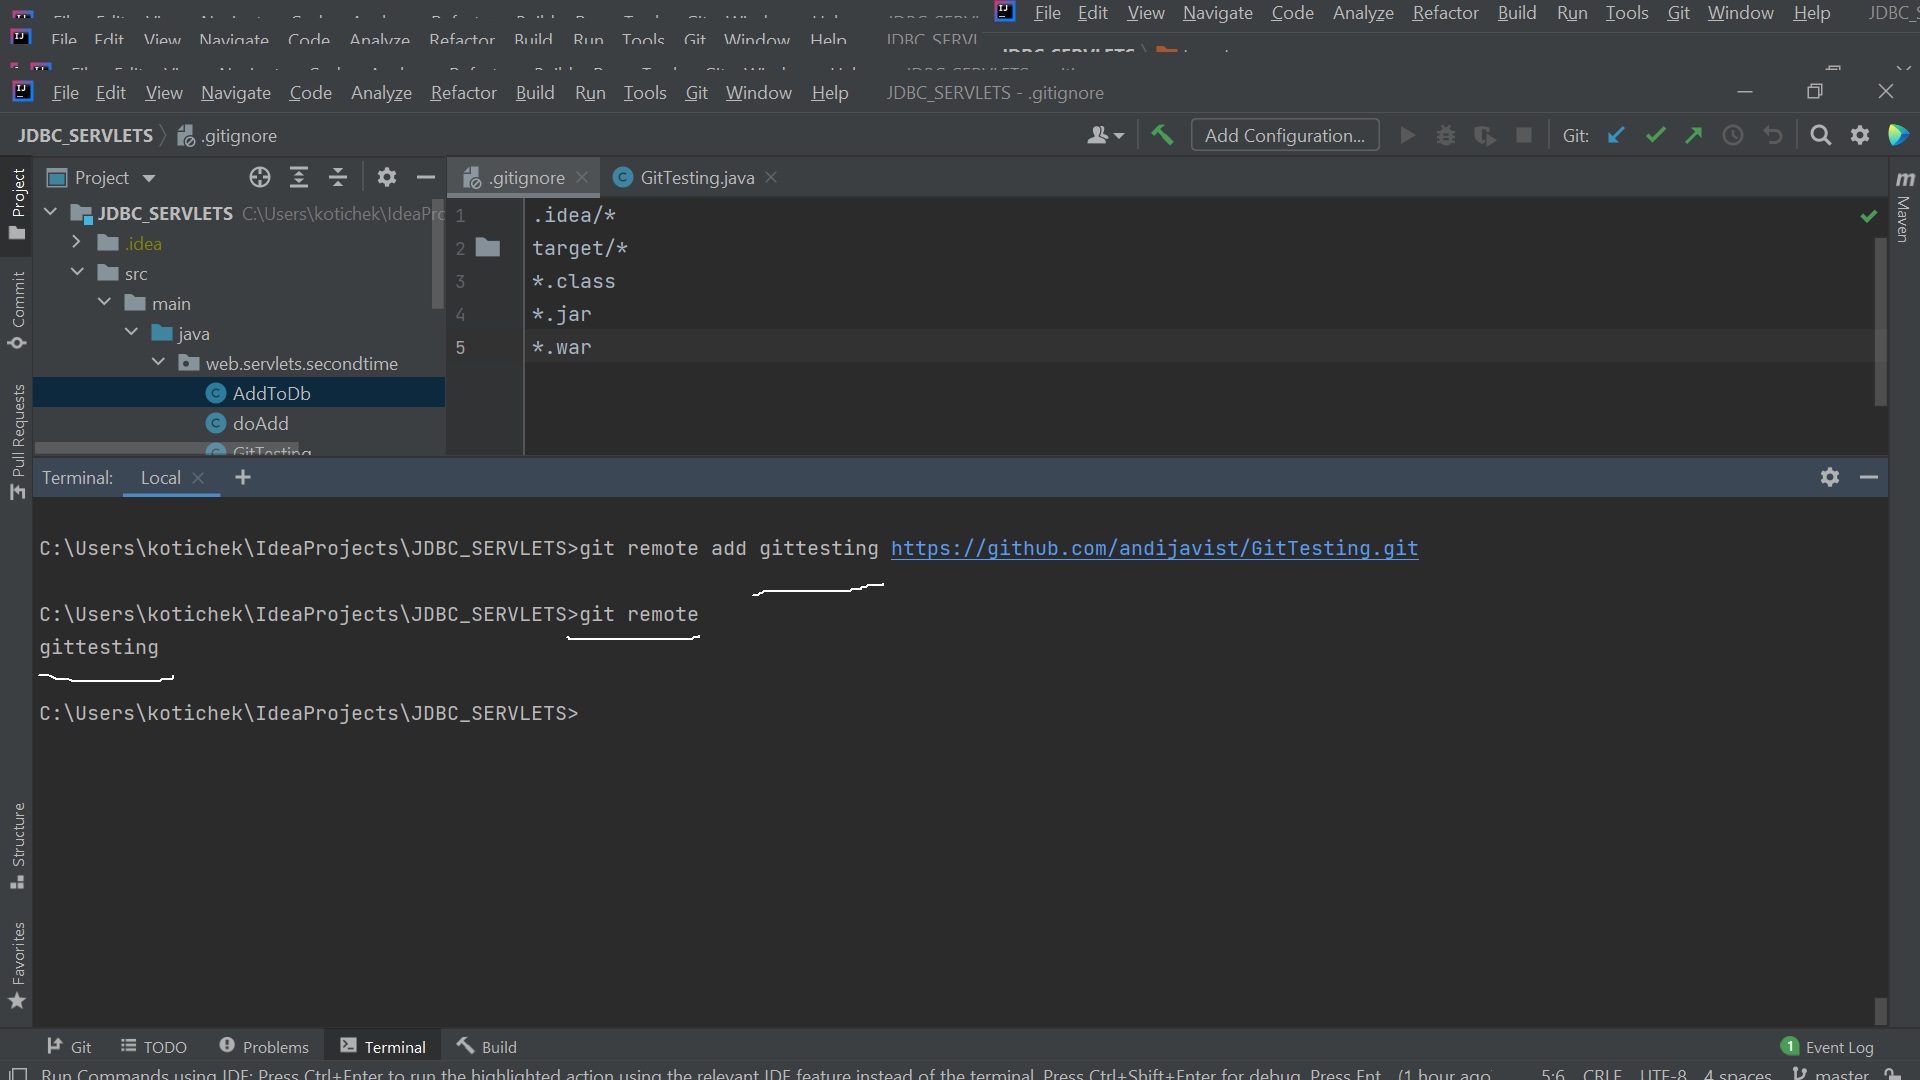 File Edit View Navigate Code Analyze Refactor Build Run Tools Git Window Help
File Edit View Navigate Code Analyze Refactor Build Run Tools Git Window Help
File Edit View Navigate Code Analyze Refactor Build Run Tools Git Window Help JDBC_SERVLETS - .gitignore
JDBC_SERVLETS .gitignore Add Configuration... Git:
Project .gitignore GitTesting.java
JDBC_SERVLETS C:\Users\kotichek\IdeaPro
.idea
src
main
java
web.servlets.secondtime
AddToDb
doAdd
GitTesting
1 .idea/*
2 target/*
3 *.class
4 *.jar
5 *.war
Project
Commit
Pull Requests
Structure
Favorites
m Maven
Terminal: Local +
C:\Users\kotichek\IdeaProjects\JDBC_SERVLETS>git remote add gittesting https://github.com/andijavist/GitTesting.git
C:\Users\kotichek\IdeaProjects\JDBC_SERVLETS>git remote
gittesting
C:\Users\kotichek\IdeaProjects\JDBC_SERVLETS>
Git TODO Problems Terminal Build 1 Event Log
Run Commands using IDE: Press Ctrl+Enter to run the highlighted action using the relevant IDE feature instead of the terminal. Press Ctrl+Shift+Enter for debug. Press Ent... (1 hour ago) 5:6 CRLF UTF-8 4 spaces master